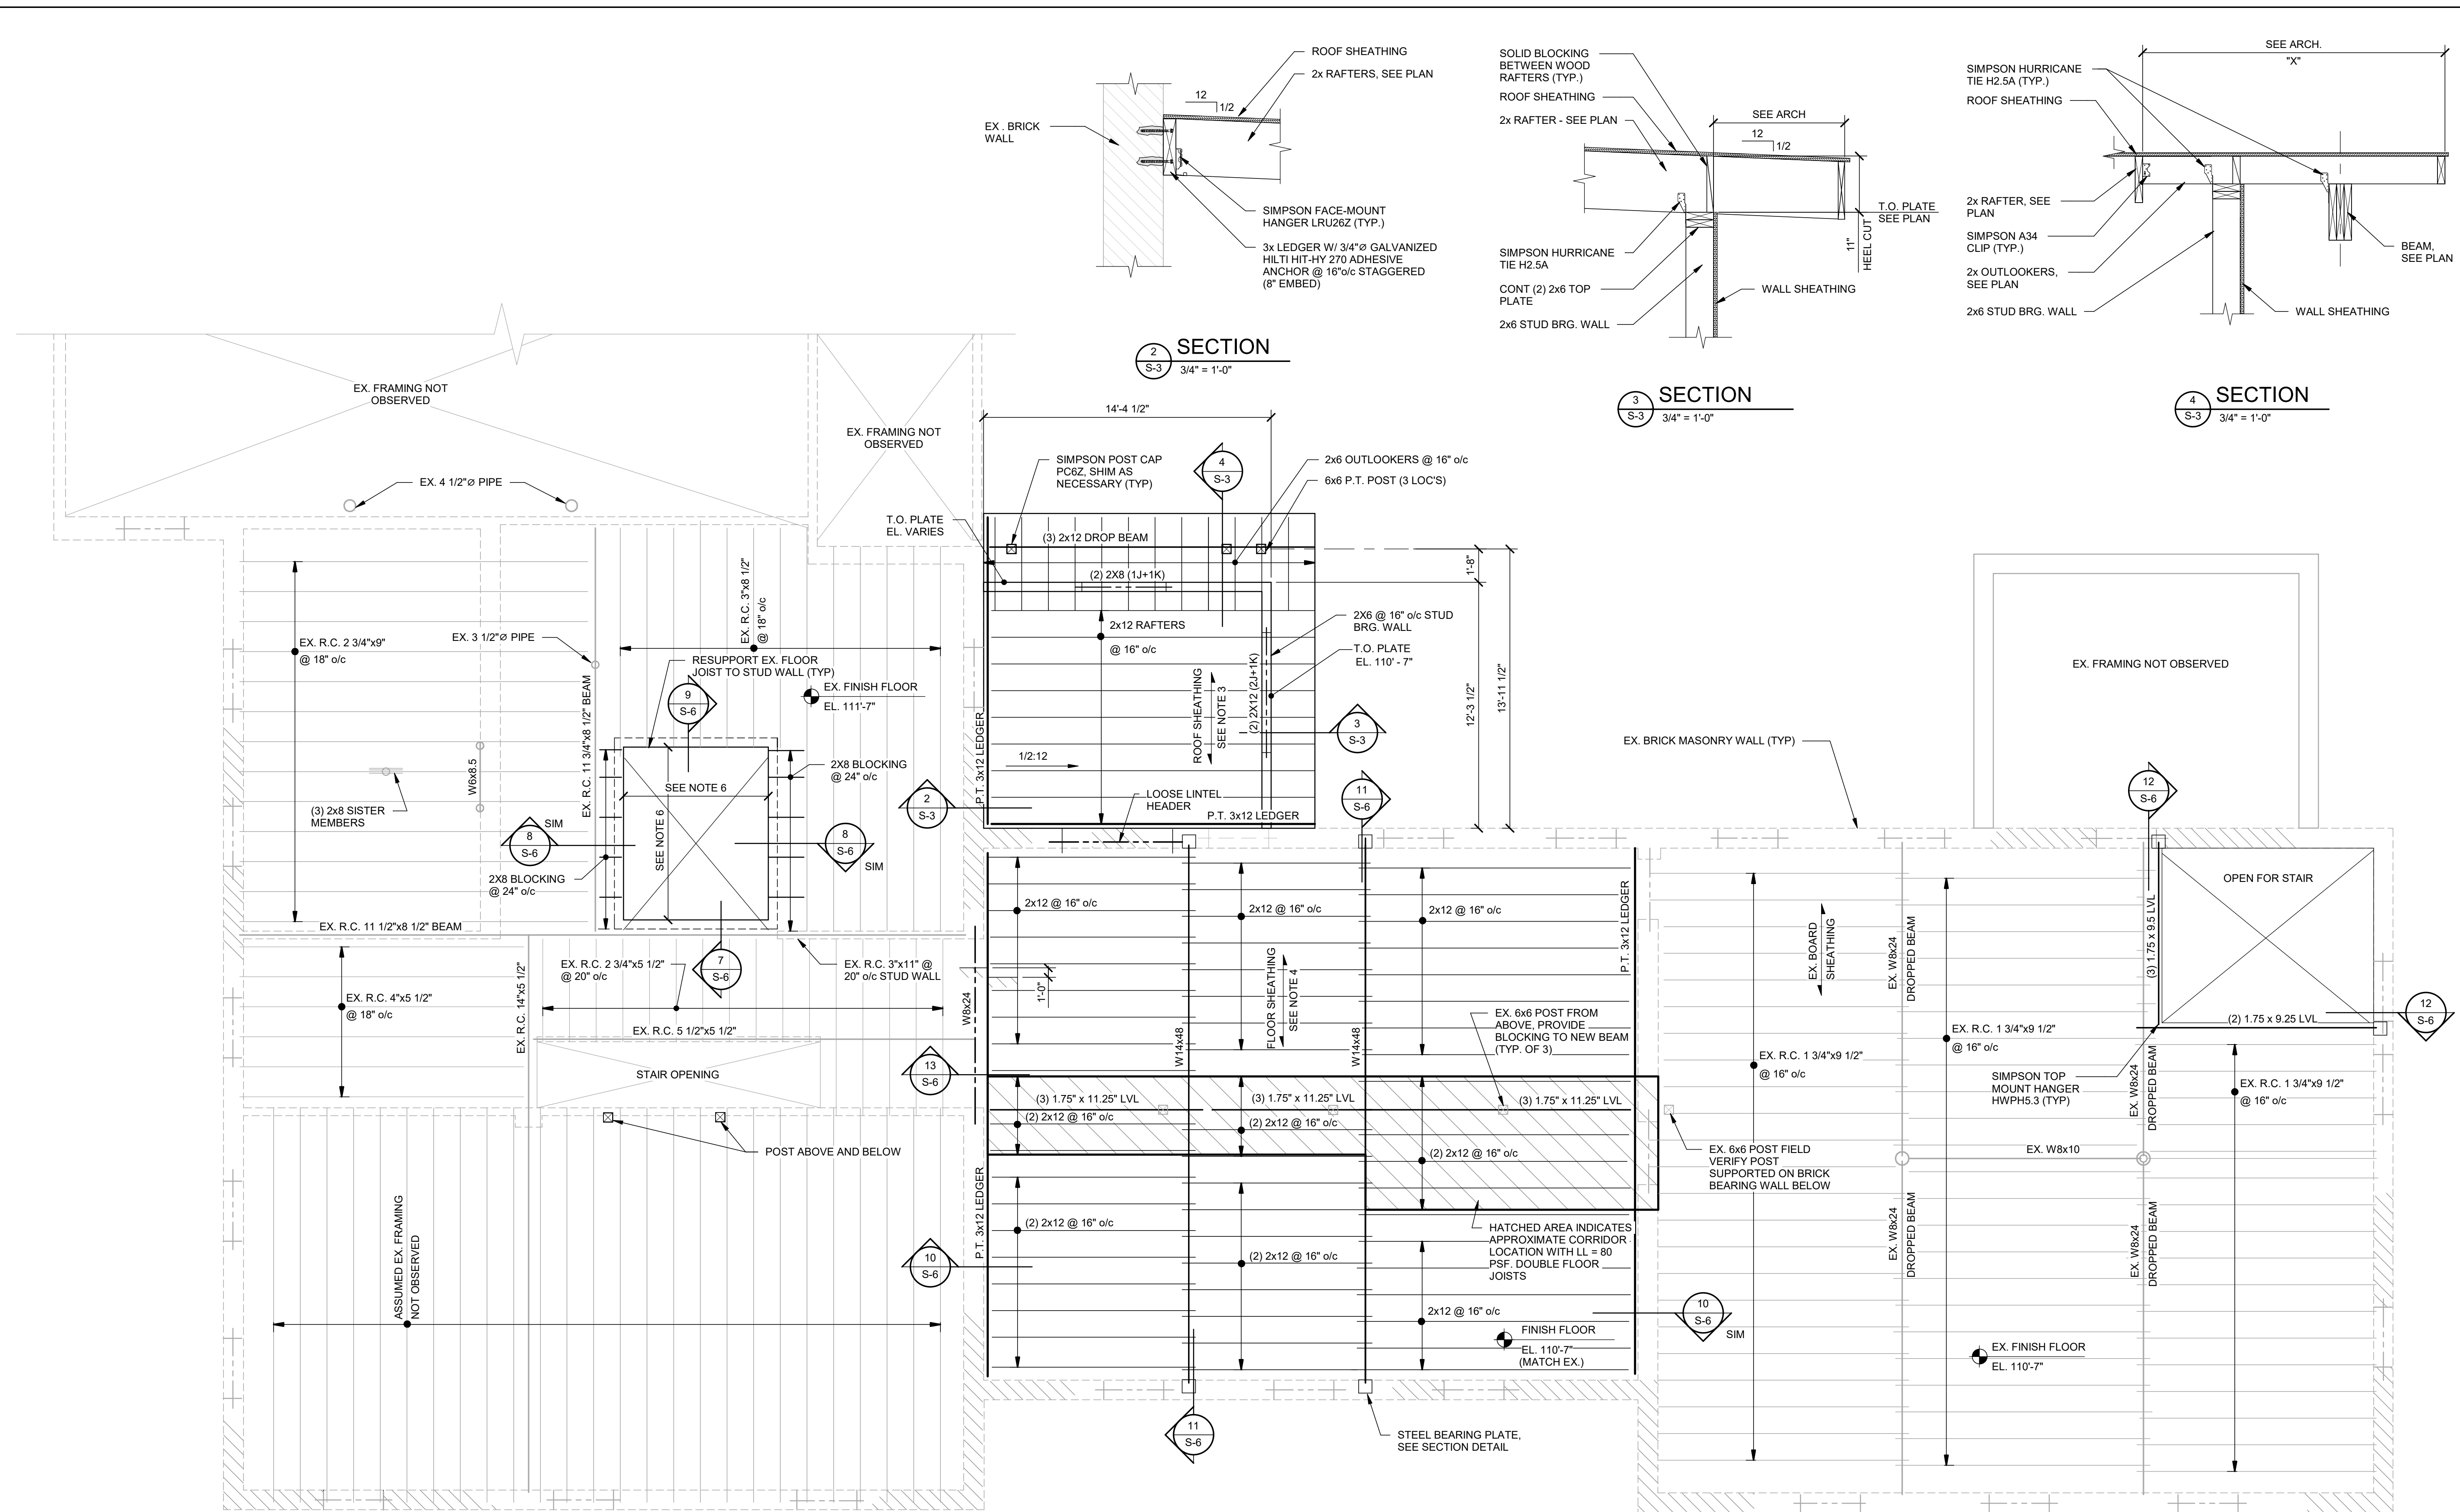 ROOF SHEATHING
2x RAFTERS, SEE PLAN
12
1/2
EX . BRICK
WALL
SIMPSON FACE-MOUNT
HANGER LRU26Z (TYP.)
3x LEDGER W/ 3/4"Ø GALVANIZED
HILTI HIT-HY 270 ADHESIVE
ANCHOR @ 16"o/c STAGGERED
(8" EMBED)
2
S-3
SECTION
3/4" = 1'-0"
SOLID BLOCKING
BETWEEN WOOD
RAFTERS (TYP.)
ROOF SHEATHING
2x RAFTER - SEE PLAN
SEE ARCH
12
1/2
T.O. PLATE
SEE PLAN
11"
HEEL CUT
SIMPSON HURRICANE
TIE H2.5A
CONT (2) 2x6 TOP
PLATE
2x6 STUD BRG. WALL
WALL SHEATHING
3
S-3
SECTION
3/4" = 1'-0"
SEE ARCH.
"X"
SIMPSON HURRICANE
TIE H2.5A (TYP.)
ROOF SHEATHING
2x RAFTER, SEE
PLAN
SIMPSON A34
CLIP (TYP.)
2x OUTLOOKERS,
SEE PLAN
2x6 STUD BRG. WALL
BEAM,
SEE PLAN
WALL SHEATHING
4
S-3
SECTION
3/4" = 1'-0"
EX. FRAMING NOT
OBSERVED
EX. FRAMING NOT
OBSERVED
EX. 4 1/2"Ø PIPE
14'-4 1/2"
SIMPSON POST CAP
PC6Z, SHIM AS
NECESSARY (TYP)
4
S-3
2x6 OUTLOOKERS @ 16" o/c
6x6 P.T. POST (3 LOC'S)
T.O. PLATE
EL. VARIES
(3) 2x12 DROP BEAM
(2) 2X8 (1J+1K)
1'-8"
12'-3 1/2"
13'-11 1/2"
2x12 RAFTERS
@ 16" o/c
2X6 @ 16" o/c STUD
BRG. WALL
T.O. PLATE
EL. 110' - 7"
(2) 2X12 (2J+1K)
ROOF SHEATHING
SEE NOTE 3
3
S-3
1/2:12
P.T. 3x12 LEDGER
LOOSE LINTEL
HEADER
P.T. 3x12 LEDGER
2
S-3
11
S-6
EX. R.C. 2 3/4"x9"
@ 18" o/c
EX. 3 1/2"Ø PIPE
EX. R.C. 3"x8 1/2"
@ 18" o/c
RESUPPORT EX. FLOOR
JOIST TO STUD WALL (TYP)
9
S-6
EX. FINISH FLOOR
EL. 111'-7"
EX. R.C. 11 3/4"x8 1/2" BEAM
W6x8.5
(3) 2x8 SISTER
MEMBERS
2X8 BLOCKING
@ 24" o/c
SEE NOTE 6
SEE NOTE 6
8
S-6
SIM
8
S-6
SIM
2X8 BLOCKING
@ 24" o/c
EX. R.C. 11 1/2"x8 1/2" BEAM
7
S-6
EX. R.C. 2 3/4"x5 1/2"
@ 20" o/c
EX. R.C. 3"x11" @
20" o/c STUD WALL
EX. R.C. 4"x5 1/2"
@ 18" o/c
EX. R.C. 14"x5 1/2"
EX. R.C. 5 1/2"x5 1/2"
STAIR OPENING
W8x24
13
S-6
POST ABOVE AND BELOW
ASSUMED EX. FRAMING
NOT OBSERVED
10
S-6
P.T. 3x12 LEDGER
2x12 @ 16" o/c
2x12 @ 16" o/c
2x12 @ 16" o/c
1'-0"
FLOOR SHEATHING
SEE NOTE 4
W14x48
W14x48
P.T. 3x12 LEDGER
EX. 6x6 POST FROM
ABOVE, PROVIDE
BLOCKING TO NEW BEAM
(TYP. OF 3)
(3) 1.75" x 11.25" LVL
(3) 1.75" x 11.25" LVL
(3) 1.75" x 11.25" LVL
(2) 2x12 @ 16" o/c
(2) 2x12 @ 16" o/c
(2) 2x12 @ 16" o/c
(2) 2x12 @ 16" o/c
(2) 2x12 @ 16" o/c
HATCHED AREA INDICATES
APPROXIMATE CORRIDOR
LOCATION WITH LL = 80
PSF. DOUBLE FLOOR
JOISTS
2x12 @ 16" o/c
FINISH FLOOR
EL. 110'-7"
(MATCH EX.)
10
S-6
SIM
11
S-6
STEEL BEARING PLATE,
SEE SECTION DETAIL
EX. BRICK MASONRY WALL (TYP)
EX. FRAMING NOT OBSERVED
12
S-6
OPEN FOR STAIR
(3) 1.75 x 9.5 LVL
EX. BOARD
SHEATHING
EX. W8x24
DROPPED BEAM
(2) 1.75 x 9.25 LVL
12
S-6
EX. R.C. 1 3/4"x9 1/2"
@ 16" o/c
EX. R.C. 1 3/4"x9 1/2"
@ 16" o/c
SIMPSON TOP
MOUNT HANGER
HWPH5.3 (TYP)
EX. W8x24
DROPPED BEAM
EX. R.C. 1 3/4"x9 1/2"
@ 16" o/c
EX. 6x6 POST FIELD
VERIFY POST
SUPPORTED ON BRICK
BEARING WALL BELOW
EX. W8x10
EX. W8x24
DROPPED BEAM
EX. W8x24
DROPPED BEAM
EX. FINISH FLOOR
EL. 110'-7"